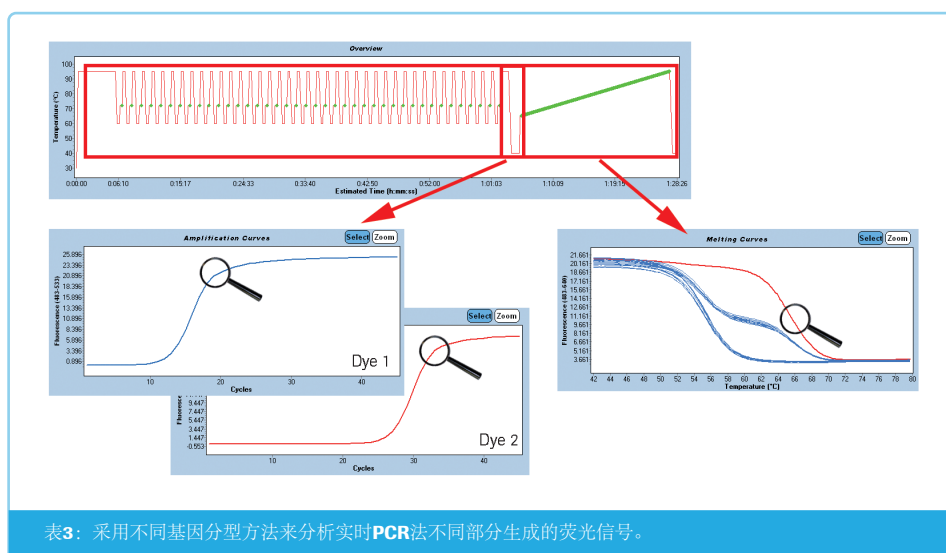 Overview
Temperature (°C)
100
90
80
70
60
50
40
30
0:00:00 0:06:10 0:15:17 0:24:33 0:33:40 0:42:50 0:52:00 1:01:03 1:10:09 1:19:15 1:28:26
Estimated Time (h:mm:ss)
Amplification Curves
Select Zoom
Fluorescence (483-533)
25.896
23.396
20.896
18.396
15.896
13.396
10.896
8.396
5.896
3.396
0.896
10 20 30 40
Cycles
Dye 1
Select Zoom
9.447
7.447
5.447
3.447
1.447
-0.553
10 20 30 40
Cycles
Dye 2
Melting Curves
Select Zoom
Fluorescence (483-640)
21.661
20.161
18.661
17.161
15.661
14.161
12.661
11.161
9.661
8.161
6.661
5.161
3.661
42 44 46 48 50 52 54 56 58 60 62 64 66 68 70 72 74 76 78 80
Temperature (°C)
表3：采用不同基因分型方法来分析实时PCR法不同部分生成的荧光信号。